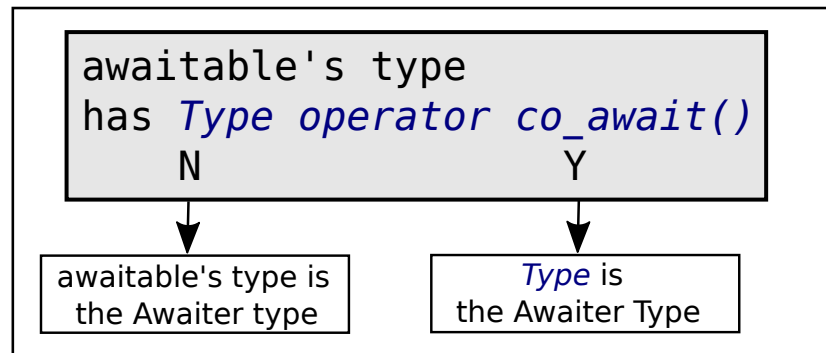 awaitable's type
has Type operator co_await()
N Y
awaitable's type is
the Awaiter type
Type is
the Awaiter Type